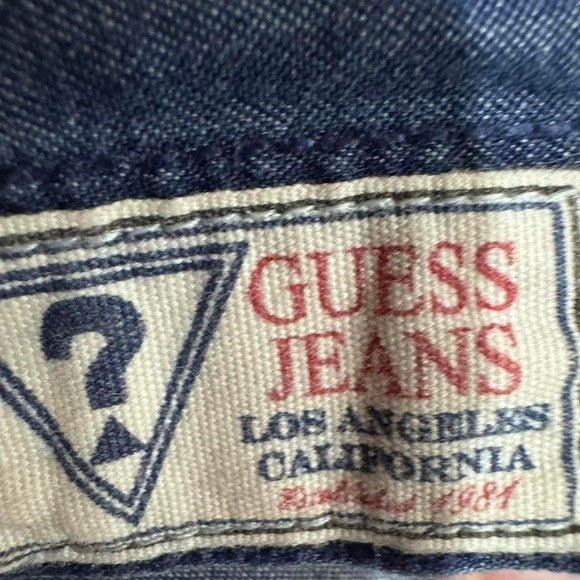 ?
GUESS
JEANS
LOS ANGELES
CALIFORNIA
Established 1981